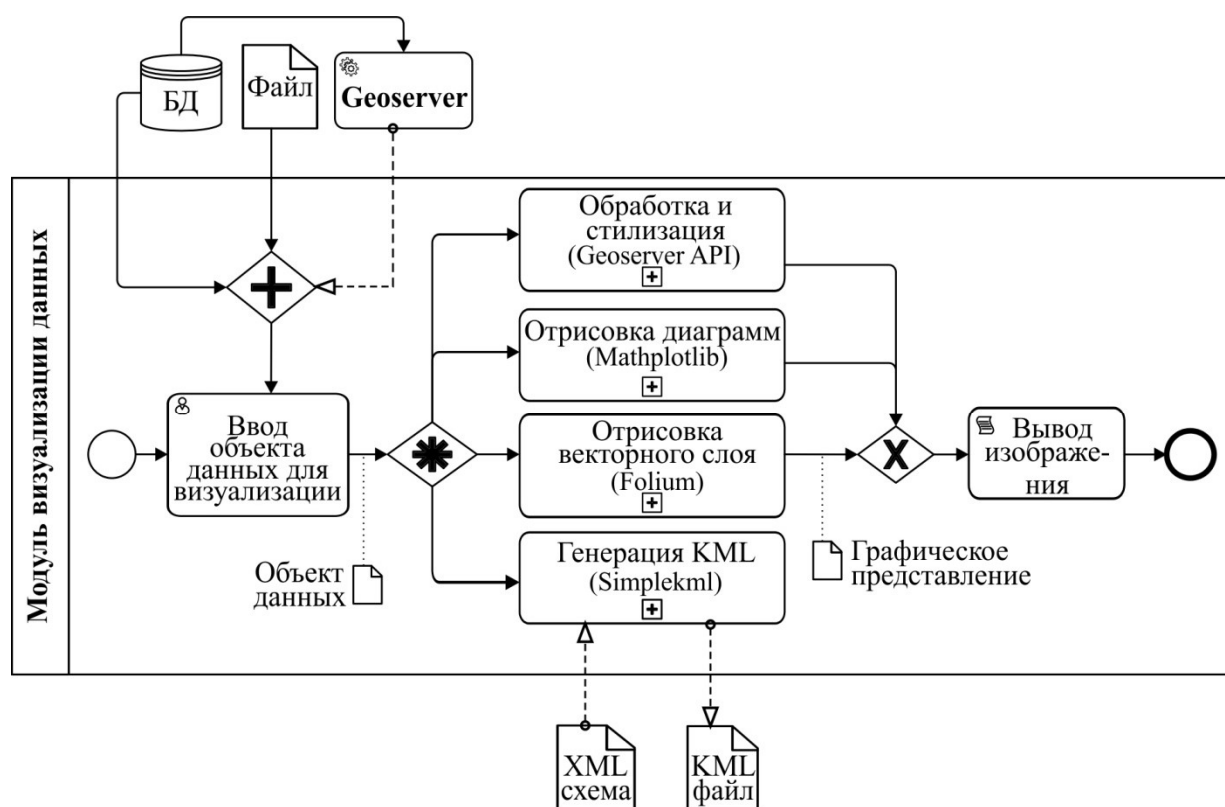 БД
Файл
Geoserver
Модуль визуализации данных
Обработка и
стилизация
(Geoserver API)
Отрисовка диаграмм
(Mathplotlib)
Ввод
объекта
данных для
визуализации
Отрисовка
векторного слоя
(Folium)
X
Вывод
изображе-
ния
Объект
данных
Генерация KML
(Simplekml)
Графическое
представление
XML
схема
KML
файл